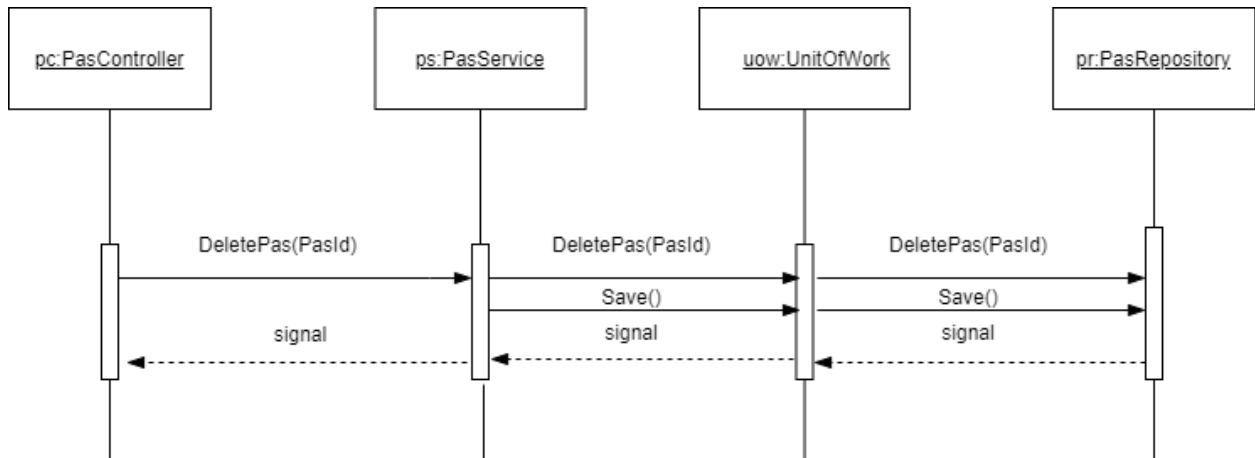 pc:PasController
ps:PasService
uow:UnitOfWork
pr:PasRepository
DeletePas(PasId)
DeletePas(PasId)
DeletePas(PasId)
Save()
Save()
signal
signal
signal